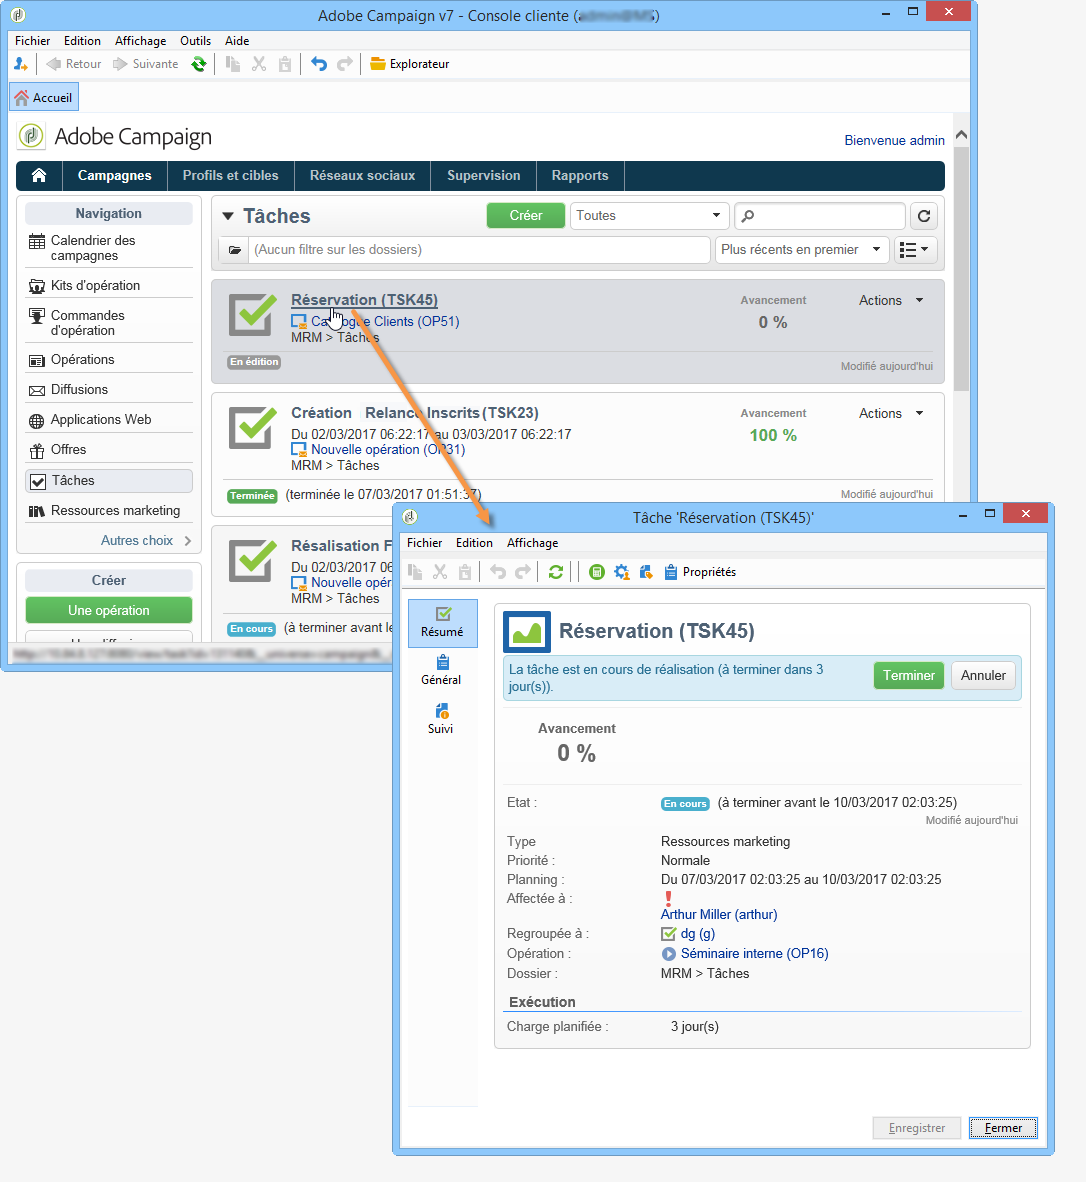 Adobe Campaign v7 - Console cliente (
Fichier Edition Affichage Outils Aide
Retour Suivante Explorateur
Accueil
Adobe Campaign
Bienvenue admin
Campagnes Profils et cibles Réseaux sociaux Supervision Rapports
Navigation
Calendrier des
campagnes
Kits d'opération
Commandes
d'opération
Opérations
Diffusions
Applications Web
Offres
Tâches
Ressources marketing
Autres choix
Créer
Une opération
Tâches
Créer
Toutes
(Aucun filtre sur les dossiers)
Plus récents en premier
Réservation (TSK45)
Catalogue Clients (OP51)
MRM > Tâches
Avancement
0 %
Actions
En édition
Modifié aujourd'hui
Création Relance Inscrits (TSK23)
Du 02/03/2017 06:22:17 au 03/03/2017 06:22:17
Nouvelle opération (OP31)
MRM > Tâches
Avancement
100 %
Actions
Terminée (terminée le 07/03/2017 01:51:37)
Modifié aujourd'hui
Résalisation F
Du 02/03/2017 06
Nouvelle opér
MRM > Tâches
En cours (à terminer avant le
Tâche 'Réservation (TSK45)'
Fichier Edition Affichage
Propriétés
Résumé
Général
Suivi
Réservation (TSK45)
La tâche est en cours de réalisation (à terminer dans 3
jour(s)).
Terminer Annuler
Avancement
0 %
Etat : En cours (à terminer avant le 10/03/2017 02:03:25)
Modifié aujourd'hui
Type Ressources marketing
Priorité : Normale
Planning : Du 07/03/2017 02:03:25 au 10/03/2017 02:03:25
Affectée à :
Arthur Miller (arthur)
Regroupée à : dg (g)
Opération : Séminaire interne (OP16)
Dossier : MRM > Tâches
Exécution
Charge planifiée : 3 jour(s)
Enregistrer Fermer